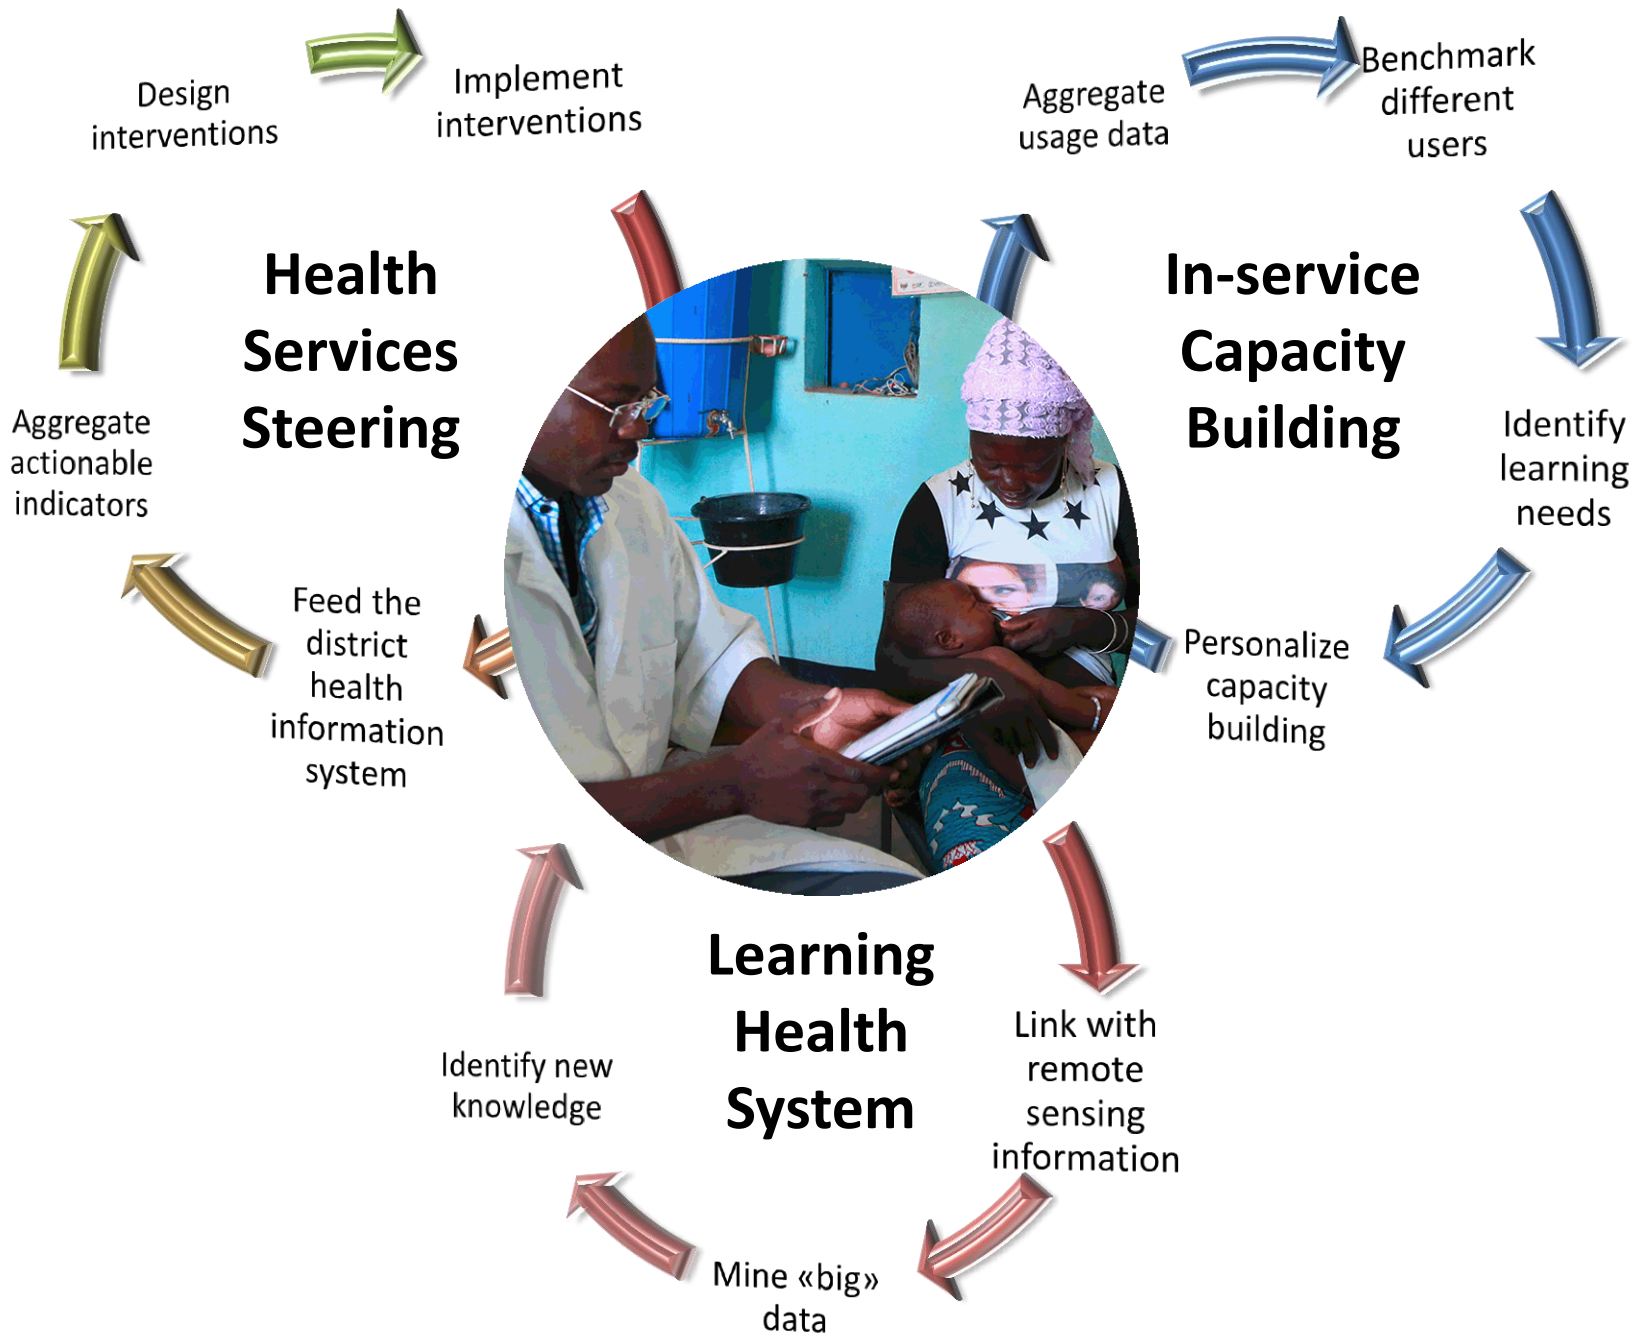 Design
interventions
Implement
interventions
Health
Services
Steering
Aggregate
actionable
indicators
Feed the
district
health
information
system
Aggregate
usage data
Benchmark
different
users
In-service
Capacity
Building
Identify
learning
needs
Personalize
capacity
building
Learning
Health
System
Link with
remote
sensing
information
Mine «big»
data
Identify new
knowledge